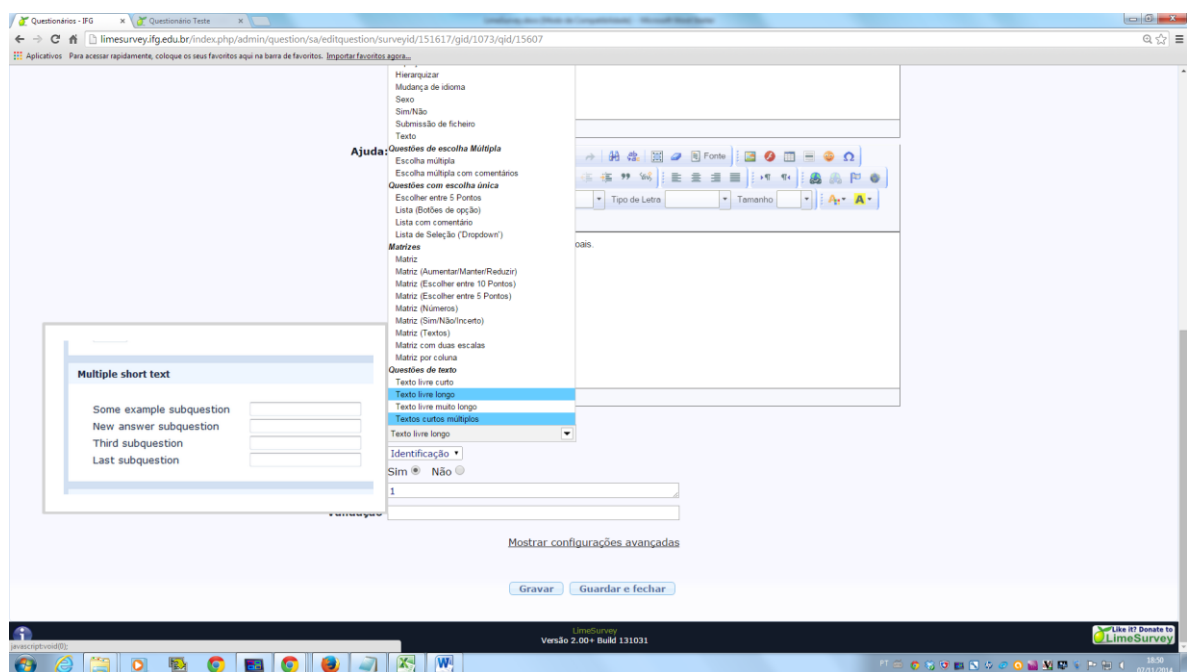 Questionários - IFG
Questionário Teste
limesurvey.ifg.edu.br/index.php/admin/question/sa/editquestion/surveyid/151617/gid/1073/qid/15607
Aplicativos Para acessar rapidamente, coloque os seus favoritos aqui na barra de favoritos. Importar favoritos agora...
Hierarquizar
Mudança de idioma
Sexo
Sim/Não
Submissão de ficheiro
Texto
Ajuda:
Questões de escolha Múltipla
Fonte
Escolha múltipla
Escolha múltipla com comentários
Questões com escolha única
Escolher entre 5 Pontos
Tipo de Letra
Tamanho
Lista (Botões de opção)
Lista com comentário
Lista de Seleção ('Dropdown')
Matrizes
oais.
Matriz
Matriz (Aumentar/Manter/Reduzir)
Matriz (Escolher entre 10 Pontos)
Matriz (Escolher entre 5 Pontos)
Matriz (Números)
Matriz (Sim/Não/Incerto)
Matriz (Textos)
Matriz com duas escalas
Matriz por coluna
Questões de texto
Texto livre curto
Texto livre longo
Texto livre muito longo
Textos curtos múltiplos
Texto livre longo
Multiple short text
Some example subquestion
New answer subquestion
Third subquestion
Last subquestion
Identificação
Sim Não
1
Mostrar configurações avançadas
Gravar Guardar e fechar
LimeSurvey
Versão 2.00+ Build 131031
Like it? Donate to
LimeSurvey
javascript:void(0);
PT
18:50
07/11/2014